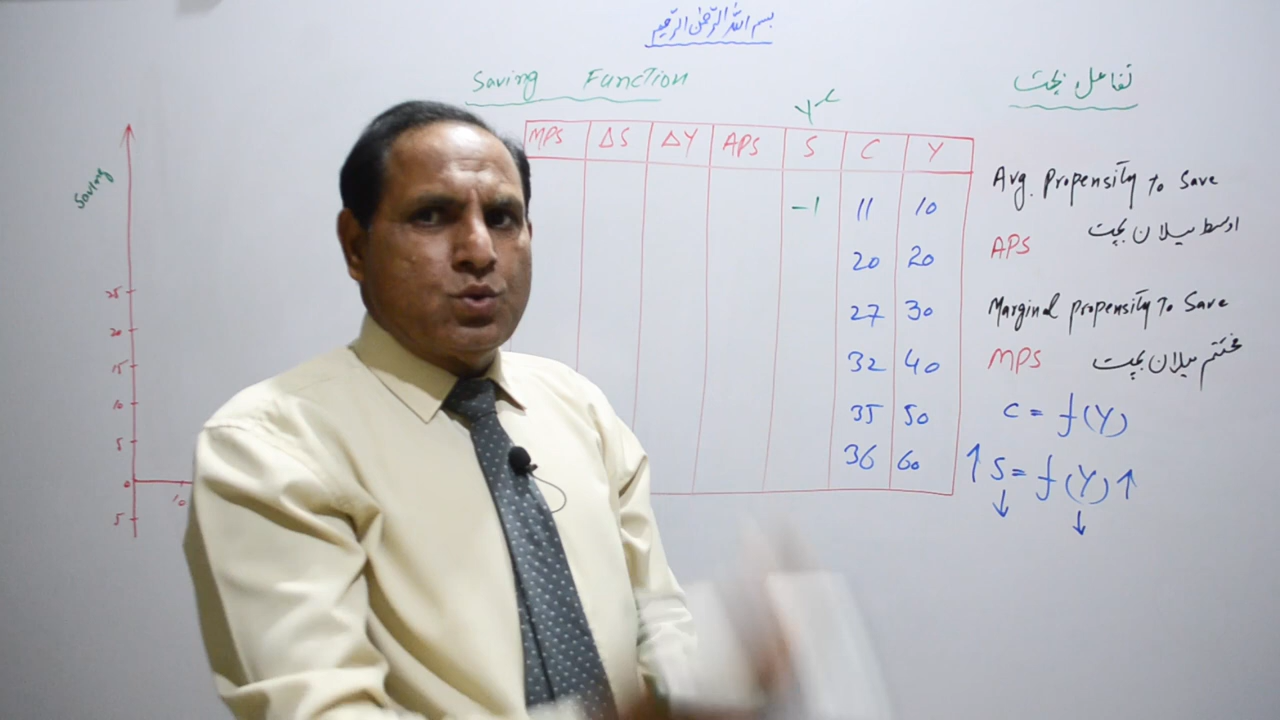 بسم اللہ الرحمٰن الرحیم
Saving Function
تفاعل بچت
Y-C
MPS ΔS ΔY APS S C Y
-1 11 10
20 20
27 30
32 40
35 50
36 60
Saving
25
20
15
10
5
0
10
5
Avg. Propensity to Save
APS اوسط میلان بچت
Marginal propensity to Save
MPS مختتم میلان بچت
C = f(Y)
↑ S = f(Y) ↑
↓ ↓